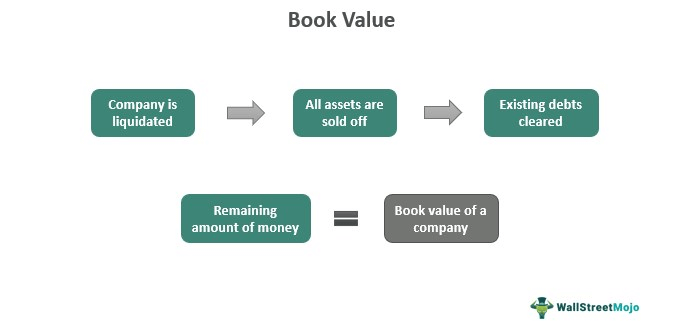 Book Value
Company is
liquidated
All assets are
sold off
Existing debts
cleared
Remaining
amount of money
Book value of a
company
WallStreetMojo